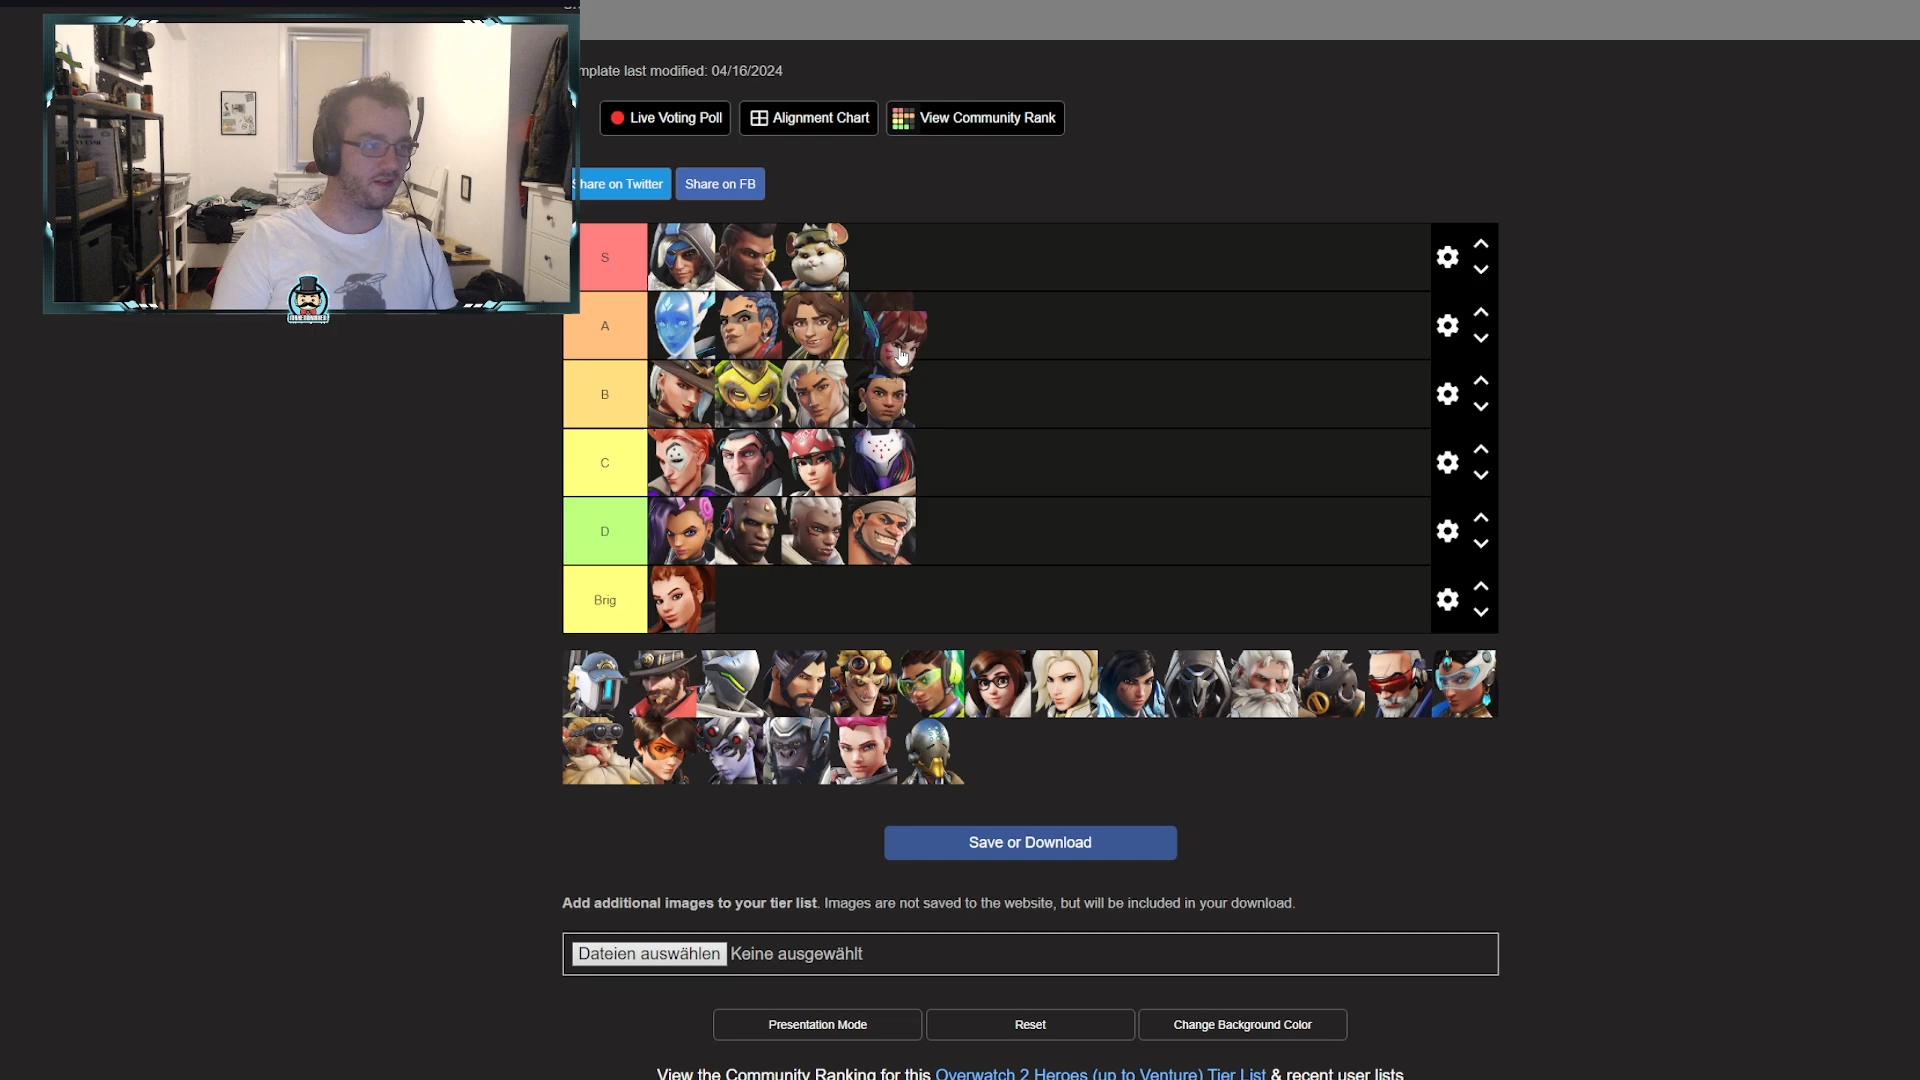 mplate last modified: 04/16/2024
Live Voting Poll
Alignment Chart
View Community Rank
Share on Twitter
Share on FB
S
A
B
C
D
Brig
Save or Download
Add additional images to your tier list. Images are not saved to the website, but will be included in your download.
Dateien auswählen Keine ausgewählt
Presentation Mode
Reset
Change Background Color
View the Community Ranking for this Overwatch 2 Heroes (up to Venture) Tier List & recent user lists